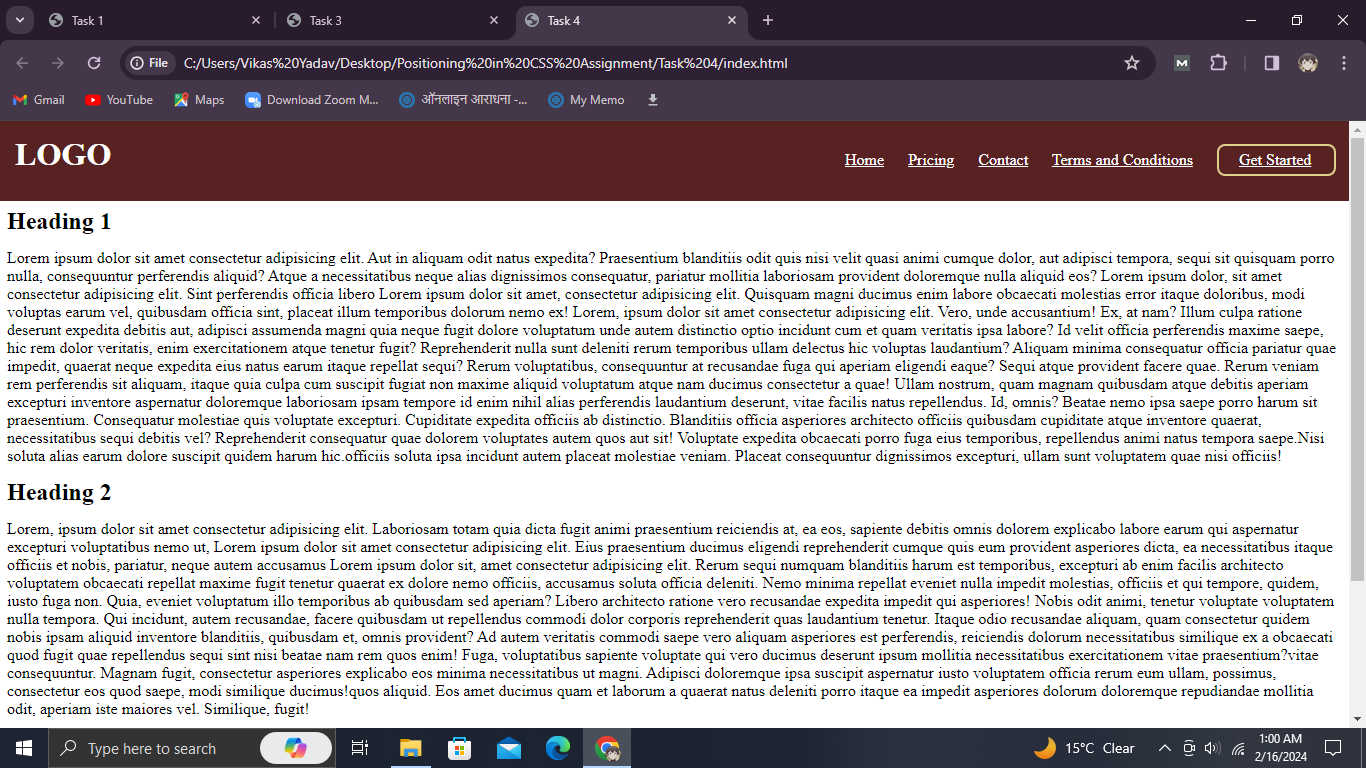 Task 1
Task 3
Task 4
File C:/Users/Vikas%20Yadav/Desktop/Positioning%20in%20CSS%20Assignment/Task%204/index.html
Gmail YouTube Maps Download Zoom M... ऑनलाइन आराधना -... My Memo
LOGO
Home Pricing Contact Terms and Conditions Get Started
Heading 1
Lorem ipsum dolor sit amet consectetur adipisicing elit. Aut in aliquam odit natus expedita? Praesentium blanditiis odit quis nisi velit quasi animi cumque dolor, aut adipisci tempora, sequi sit quisquam porro
nulla, consequuntur perferendis aliquid? Atque a necessitatibus neque alias dignissimos consequatur, pariatur mollitia laboriosam provident doloremque nulla aliquid eos? Lorem ipsum dolor, sit amet
consectetur adipisicing elit. Sint perferendis officia libero Lorem ipsum dolor sit amet, consectetur adipisicing elit. Quisquam magni ducimus enim labore obcaecati molestias error itaque doloribus, modi
voluptas earum vel, quibusdam officia sint, placeat illum temporibus dolorum nemo ex! Lorem, ipsum dolor sit amet consectetur adipisicing elit. Vero, unde accusantium! Ex, at nam? Illum culpa ratione
deserunt expedita debitis aut, adipisci assumenda magni quia neque fugit dolore voluptatum unde autem distinctio optio incidunt cum et quam veritatis ipsa labore? Id velit officia perferendis maxime saepe,
hic rem dolor veritatis, enim exercitationem atque tenetur fugit? Reprehenderit nulla sunt deleniti rerum temporibus ullam delectus hic voluptas laudantium? Aliquam minima consequatur officia pariatur quae
impedit, quaerat neque expedita eius natus earum itaque repellat sequi? Rerum voluptatibus, consequuntur at recusandae fuga qui aperiam eligendi eaque? Sequi atque provident facere quae. Rerum veniam
rem perferendis sit aliquam, itaque quia culpa cum suscipit fugiat non maxime aliquid voluptatum atque nam ducimus consectetur a quae! Ullam nostrum, quam magnam quibusdam atque debitis aperiam
excepturi inventore aspernatur doloremque laboriosam ipsam tempore id enim nihil alias perferendis laudantium deserunt, vitae facilis natus repellendus. Id, omnis? Beatae nemo ipsa saepe porro harum sit
praesentium. Consequatur molestiae quis voluptate excepturi. Cupiditate expedita officiis ab distinctio. Blanditiis officia asperiores architecto officiis quibusdam cupiditate atque inventore quaerat,
necessitatibus sequi debitis vel? Reprehenderit consequatur quae dolorem voluptates autem quos aut sit! Voluptate expedita obcaecati porro fuga eius temporibus, repellendus animi natus tempora saepe.Nisi
soluta alias earum dolore suscipit quidem harum hic.officiis soluta ipsa incidunt autem placeat molestiae veniam. Placeat consequuntur dignissimos excepturi, ullam sunt voluptatem quae nisi officiis!
Heading 2
Lorem, ipsum dolor sit amet consectetur adipisicing elit. Laboriosam totam quia dicta fugit animi praesentium reiciendis at, ea eos, sapiente debitis omnis dolorem explicabo labore earum qui aspernatur
excepturi voluptatibus nemo ut, Lorem ipsum dolor sit amet consectetur adipisicing elit. Eius praesentium ducimus eligendi reprehenderit cumque quis eum provident asperiores dicta, ea necessitatibus itaque
officiis et nobis, pariatur, neque autem accusamus Lorem ipsum dolor sit, amet consectetur adipisicing elit. Rerum sequi numquam blanditiis harum est temporibus, excepturi ab enim facilis architecto
voluptatem obcaecati repellat maxime fugit tenetur quaerat ex dolore nemo officiis, accusamus soluta officia deleniti. Nemo minima repellat eveniet nulla impedit molestias, officiis et qui tempore, quidem,
iusto fuga non. Quia, eveniet voluptatum illo temporibus ab quibusdam sed aperiam? Libero architecto ratione vero recusandae expedita impedit qui asperiores! Nobis odit animi, tenetur voluptate voluptatem
nulla tempora. Qui incidunt, autem recusandae, facere quibusdam ut repellendus commodi dolor corporis reprehenderit quas laudantium tenetur. Itaque odio recusandae aliquam, quam consectetur quidem
nobis ipsam aliquid inventore blanditiis, quibusdam et, omnis provident? Ad autem veritatis commodi saepe vero aliquam asperiores est perferendis, reiciendis dolorum necessitatibus similique ex a obcaecati
quod fugit quae repellendus sequi sint nisi beatae nam rem quos enim! Fuga, voluptatibus sapiente voluptate qui vero ducimus deserunt ipsum mollitia necessitatibus exercitationem vitae praesentium?vitae
consequuntur. Magnam fugit, consectetur asperiores explicabo eos minima necessitatibus ut magni. Adipisci doloremque ipsa suscipit aspernatur iusto voluptatem officia rerum eum ullam, possimus,
consectetur eos quod saepe, modi similique ducimus!quos aliquid. Eos amet ducimus quam et laborum a quaerat natus deleniti porro itaque ea impedit asperiores dolorum doloremque repudiandae mollitia
odit, aperiam iste maiores vel. Similique, fugit!
Type here to search
15°C Clear
1:00 AM
2/16/2024